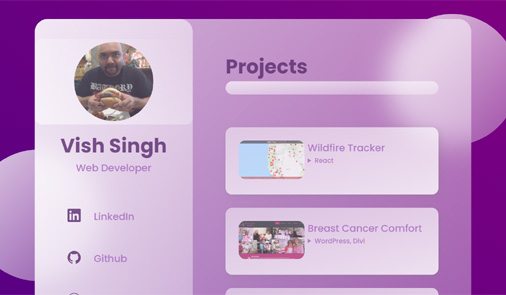 Vish Singh
Web Developer
LinkedIn
Github
Projects
Wildfire Tracker
▶ React
Breast Cancer Comfort
▶ WordPress, Divi